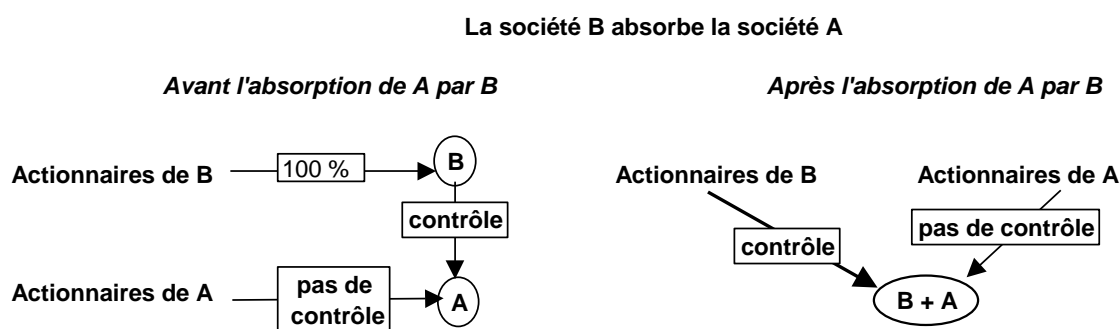 La société B absorbe la société A
Avant l'absorption de A par B
Après l'absorption de A par B
Actionnaires de B
100 %
B
contrôle
Actionnaires de A
pas de
contrôle
A
Actionnaires de B
Actionnaires de A
contrôle
pas de contrôle
B + A